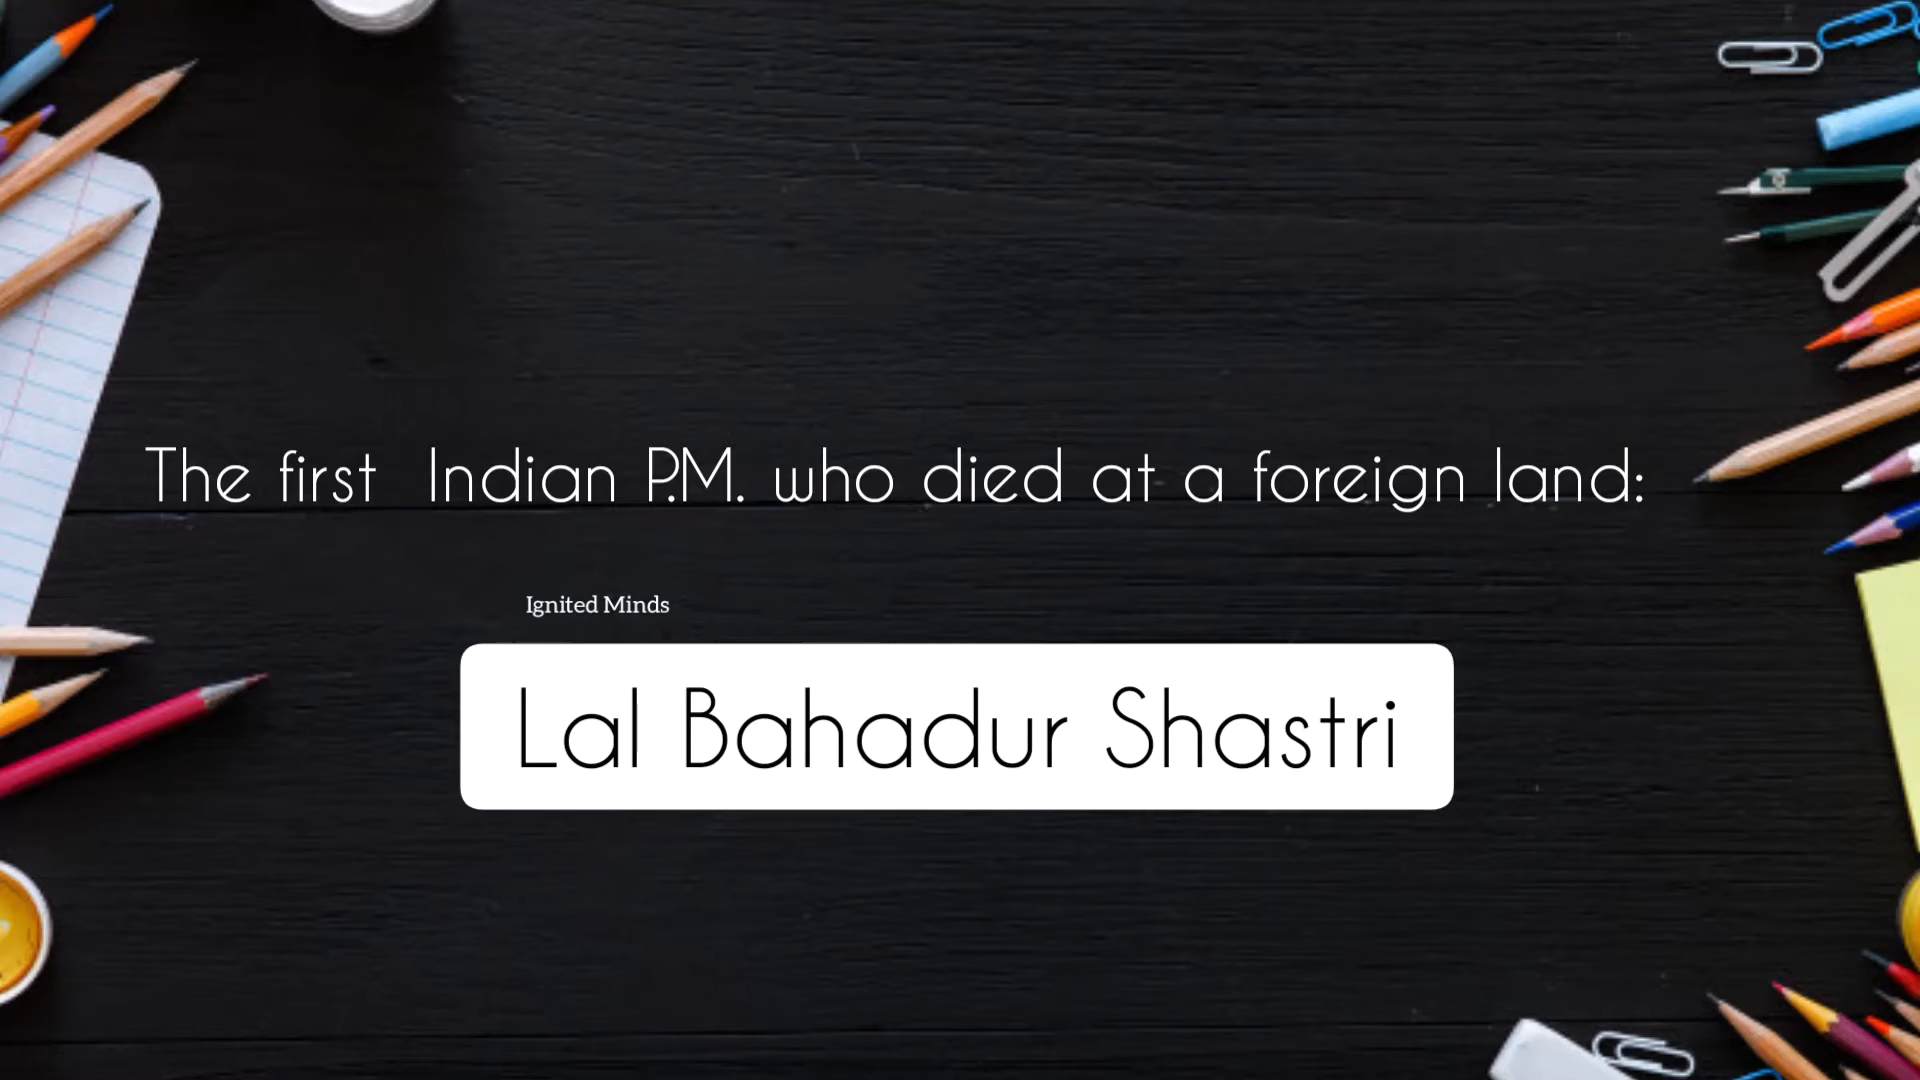 The first  Indian P.M. who died at a foreign land:
Ignited Minds
Lal Bahadur Shastri